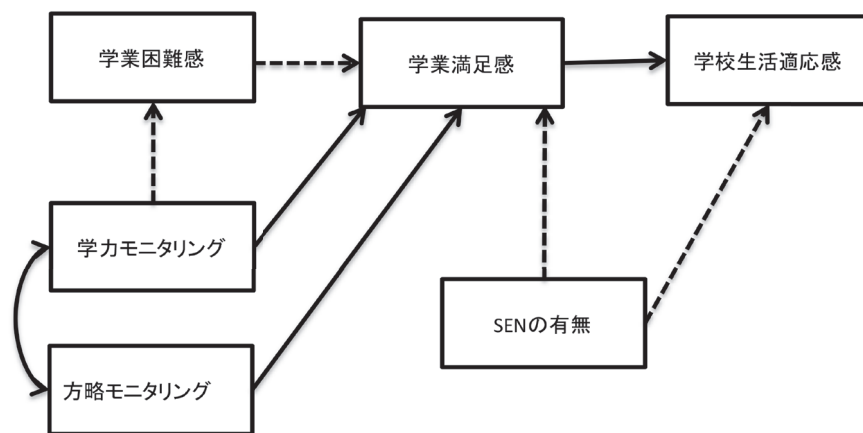 学業困難感
学業満足感
学校生活適応感
学力モニタリング
SENの有無
方略モニタリング